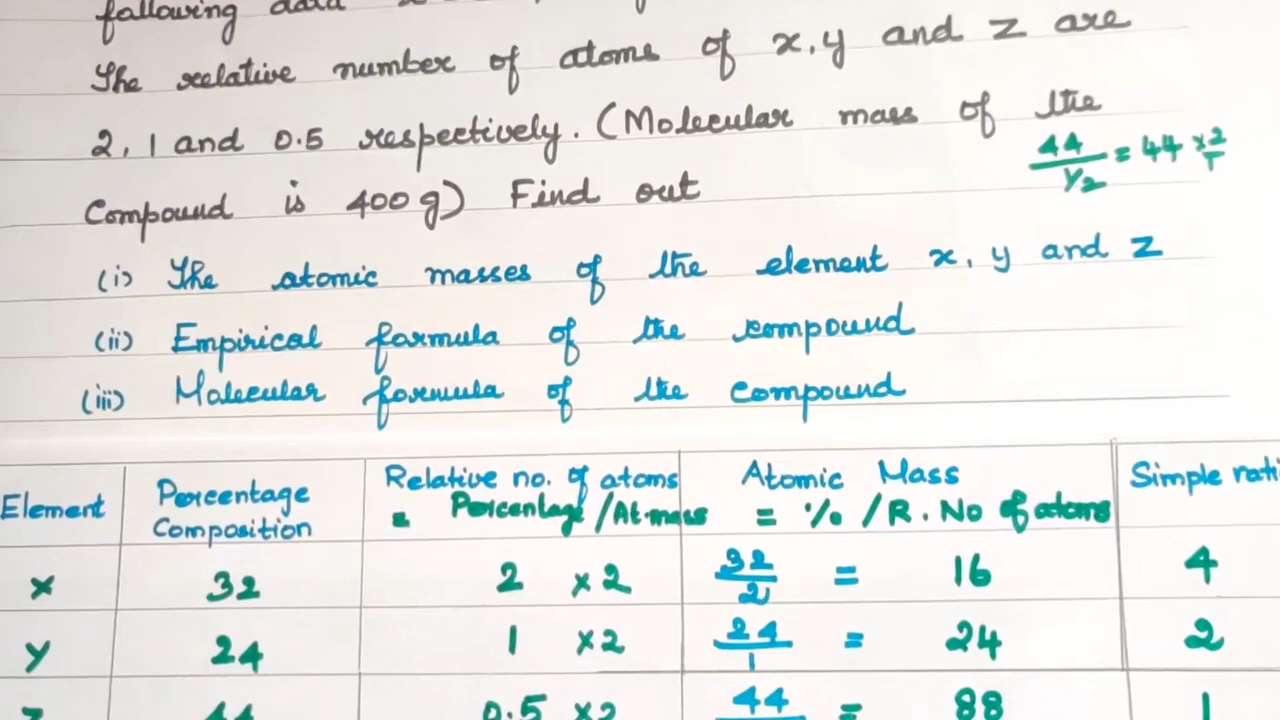 following data
The relative number of atoms of x, y and z are
2, 1 and 0.5 respectively. (Molecular mass of the
Compound is 400 g) Find out
44/½ = 44 × 2/1
(i) The atomic masses of the element x, y and z
(ii) Empirical formula of the compound
(iii) Molecular formula of the compound
Element | Percentage Composition | Relative no. of atoms = Percentage / At. mass | Atomic Mass = % / R. No of atoms | Simple rati
x | 32 | 2 ×2 | 32/2 = 16 | 4
y | 24 | 1 ×2 | 24/1 = 24 | 2
z | 44 | 0.5 ×2 | 44 = 88 | 1